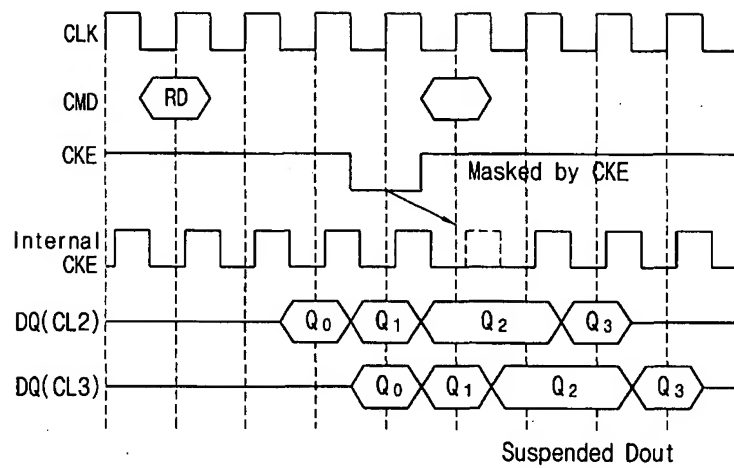 CLK
CMD RD
CKE
Masked by CKE
Internal
CKE
DQ(CL2) Q0 Q1 Q2 Q3
DQ(CL3) Q0 Q1 Q2 Q3
Suspended Dout